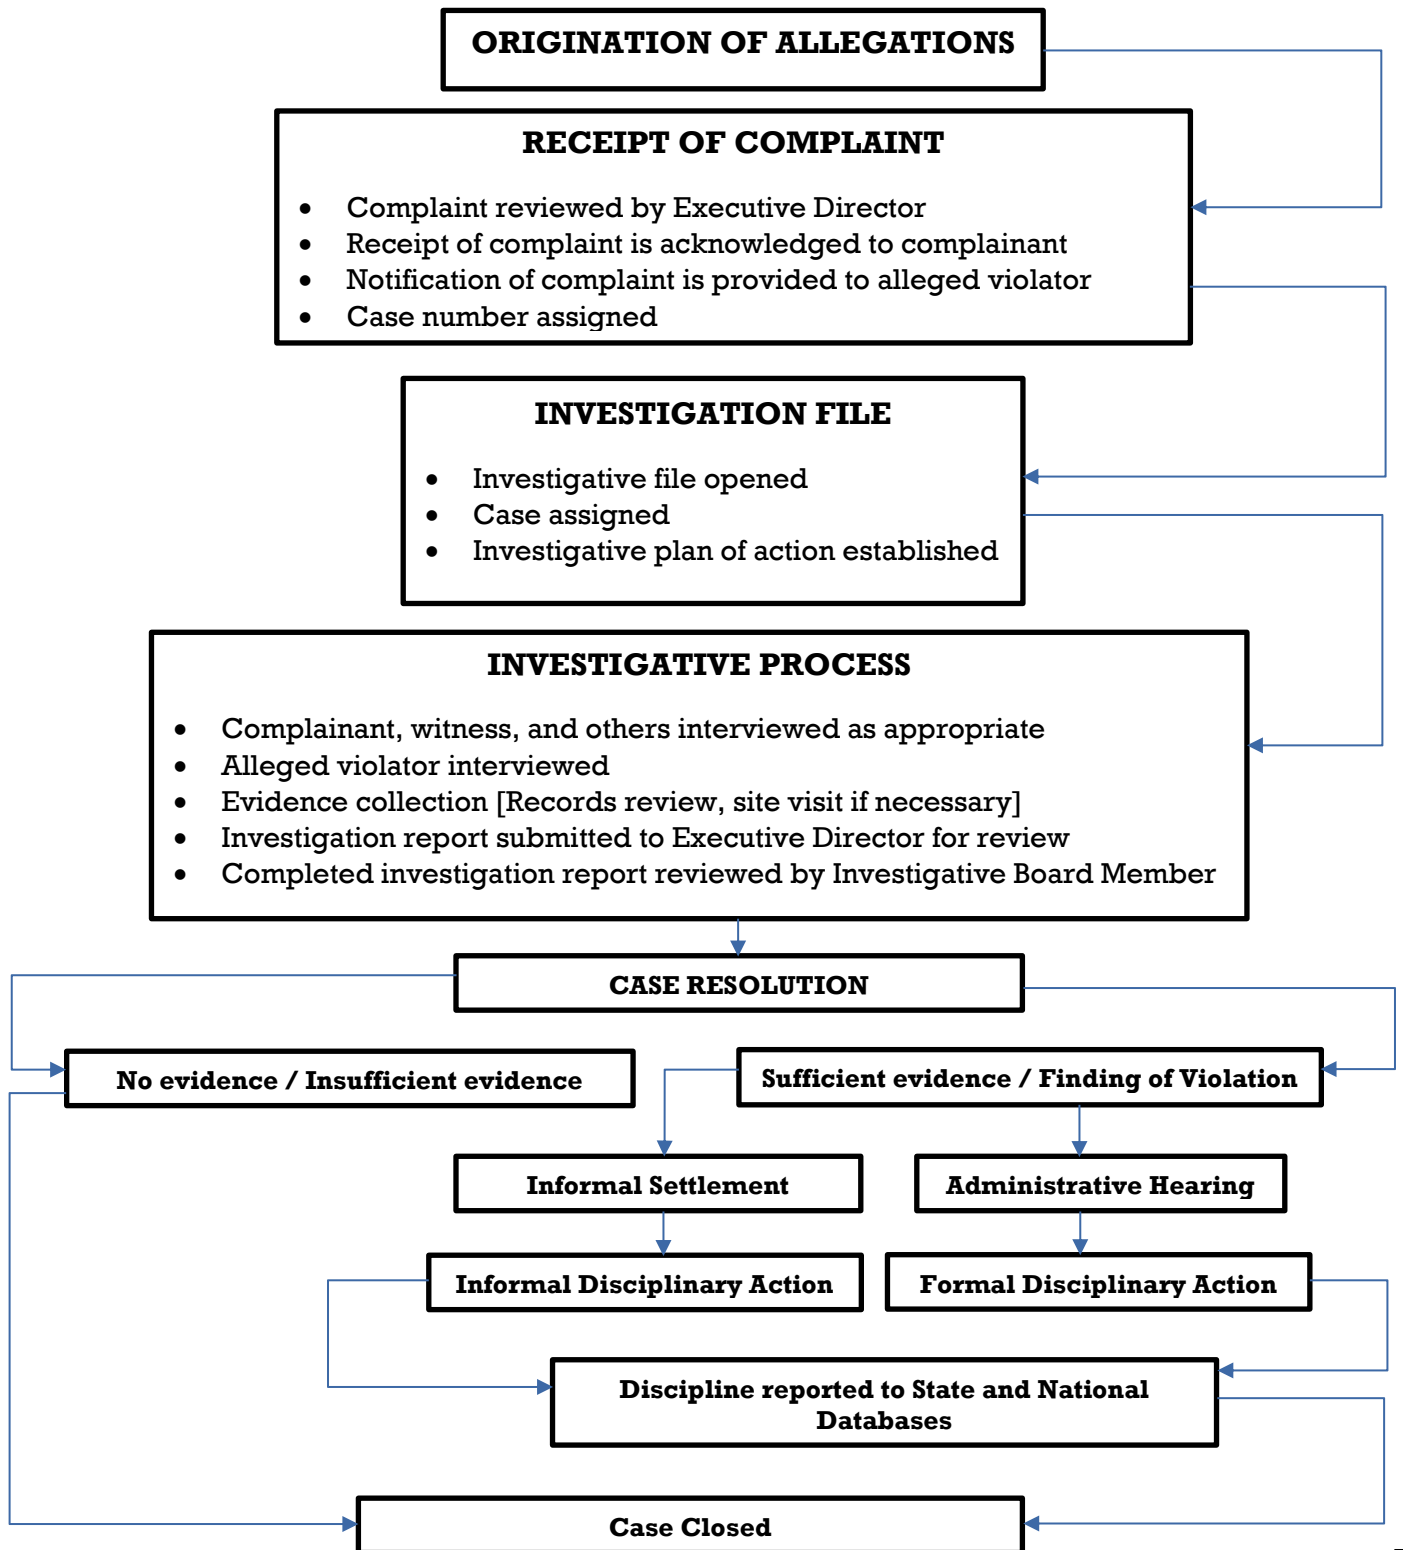 ORIGINATION OF ALLEGATIONS
RECEIPT OF COMPLAINT
• Complaint reviewed by Executive Director
• Receipt of complaint is acknowledged to complainant
• Notification of complaint is provided to alleged violator
• Case number assigned
INVESTIGATION FILE
• Investigative file opened
• Case assigned
• Investigative plan of action established
INVESTIGATIVE PROCESS
• Complainant, witness, and others interviewed as appropriate
• Alleged violator interviewed
• Evidence collection [Records review, site visit if necessary]
• Investigation report submitted to Executive Director for review
• Completed investigation report reviewed by Investigative Board Member
CASE RESOLUTION
No evidence / Insufficient evidence
Sufficient evidence / Finding of Violation
Informal Settlement
Administrative Hearing
Informal Disciplinary Action
Formal Disciplinary Action
Discipline reported to State and National
Databases
Case Closed